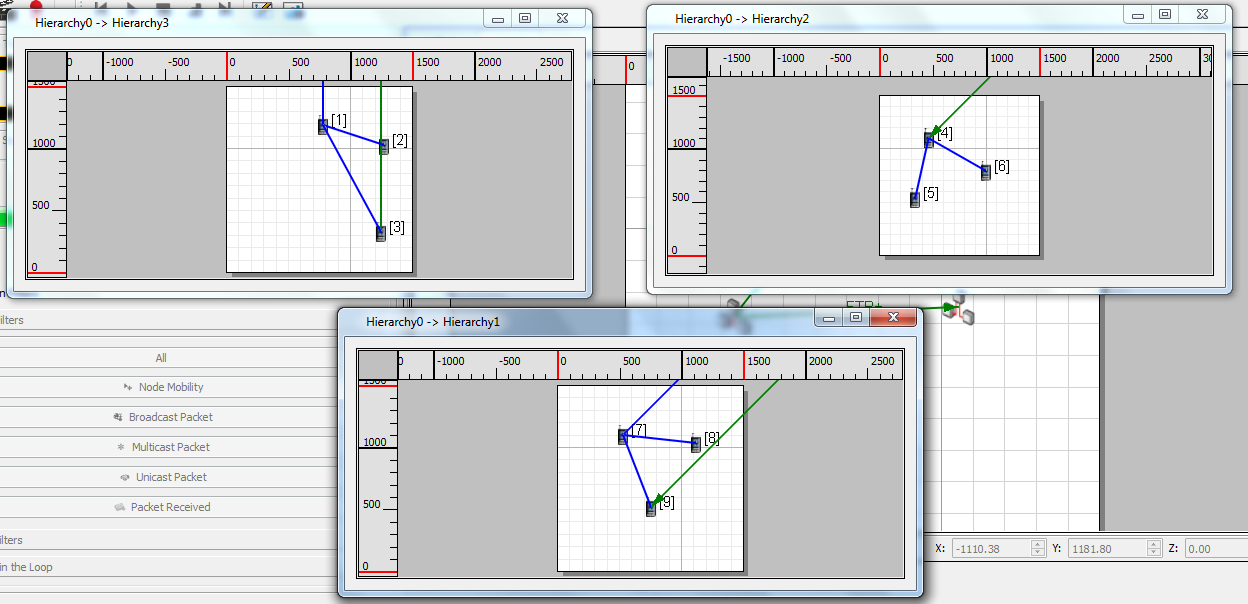 Hierarchy0 -> Hierarchy3
0 -1000 -500 0 500 1000 1500 2000 2500
1500
1000
500
0
[1]
[2]
[3]
Hierarchy0 -> Hierarchy2
-1500 -1000 -500 0 500 1000 1500 2000 2500
1500
1000
500
0
[4]
[6]
[5]
0
FTP+
Hierarchy0 -> Hierarchy1
0 -1000 -500 0 500 1000 1500 2000 2500
1500
1000
500
0
[7]
[8]
[9]
ilters
All
Node Mobility
Broadcast Packet
Multicast Packet
Unicast Packet
Packet Received
ilters
in the Loop
X: -1110.38 Y: 1181.80 Z: 0.00